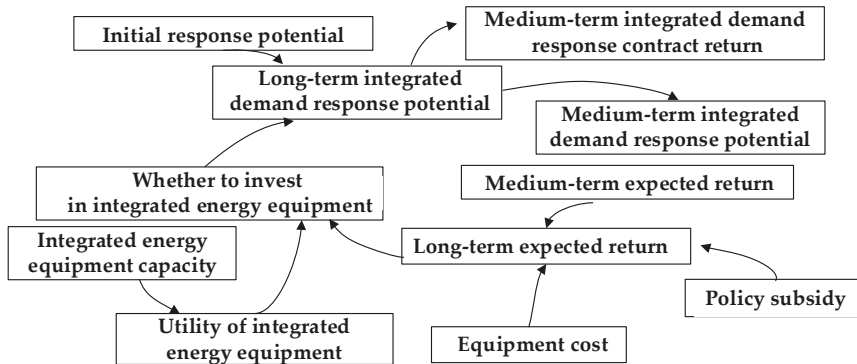 Initial response potential
Medium-term integrated demand
response contract return
Long-term integrated
demand response potential
Medium-term integrated
demand response potential
Whether to invest
in integrated energy equipment
Medium-term expected return
Integrated energy
equipment capacity
Long-term expected return
Policy subsidy
Utility of integrated
energy equipment
Equipment cost